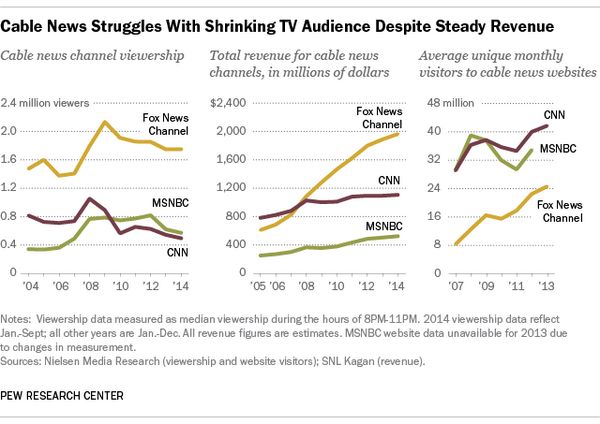 Cable News Struggles With Shrinking TV Audience Despite Steady Revenue
Cable news channel viewership
2.4 million viewers
2.0
1.6
1.2
0.8
0.4
0
Fox News
Channel
MSNBC
CNN
'04
'06
'08
'10
'12
'14
Total revenue for cable news
channels, in millions of dollars
$2,400
2,000
1,600
1,200
800
400
0
Fox News
Channel
CNN
MSNBC
'05
'06
'08
'10
'12
'14
Average unique monthly
visitors to cable news websites
48 million
40
32
24
16
8
0
CNN
MSNBC
Fox News
Channel
'07
'09
'11
'13
Notes: Viewership data measured as median viewership during the hours of 8PM-11PM. 2014 viewership data reflect
Jan.-Sept; all other years are Jan.-Dec. All revenue figures are estimates. MSNBC website data unavailable for 2013 due
to changes in measurement.
Sources: Nielsen Media Research (viewership and website visitors); SNL Kagan (revenue).
PEW RESEARCH CENTER